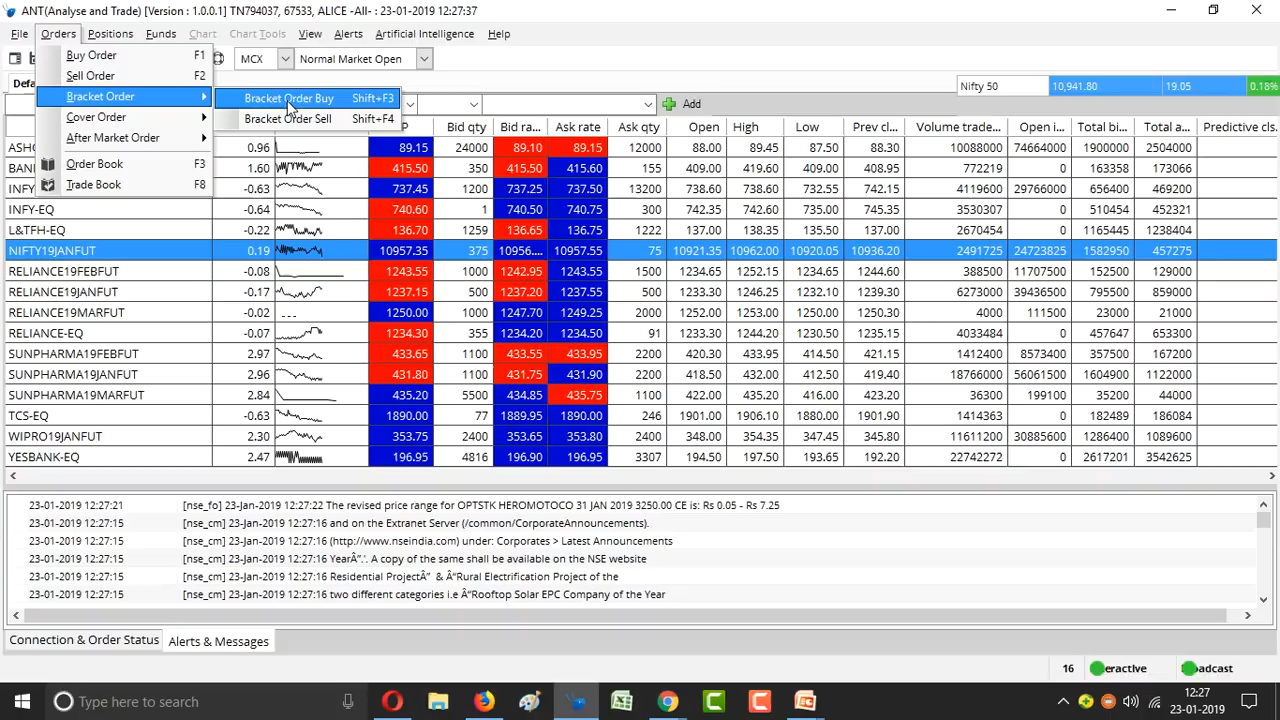 ANT(Analyse and Trade) [Version : 1.0.0.1] TN794037, 67533, ALICE -All- : 23-01-2019 12:27:37
File Orders Positions Funds Chart Chart Tools View Alerts Artificial Intelligence Help
MCX Normal Market Open
Buy Order F1
Sell Order F2
Bracket Order
Cover Order
After Market Order
Order Book F3
Trade Book F8
Bracket Order Buy Shift+F3
Bracket Order Sell Shift+F4
Nifty 50 10,941.80 19.05 0.18%
Add
Bid qty Bid ra... Ask rate Ask qty Open High Low Prev cl... Volume trade... Open i... Total bi... Total a... Predictive cls.
0.96 89.15 24000 89.10 89.15 12000 88.00 89.45 87.50 88.30 10088000 74664000 1900000 2504000
1.60 415.50 350 415.50 415.60 155 409.00 419.00 406.40 408.95 772219 0 163358 173066
-0.63 737.45 1200 737.25 737.50 13200 738.60 738.60 732.55 742.15 4119600 29766000 656400 469200
INFY-EQ -0.64 740.60 1 740.50 740.75 300 742.35 742.60 735.00 745.35 3530307 0 510454 452321
L&TFH-EQ -0.22 136.70 1259 136.65 136.75 1222 137.00 138.10 135.70 137.00 2670440 0 1165445 1238404
NIFTY19JANFUT 0.19 10957.35 375 10956.... 10957.55 75 10921.35 10962.00 10920.05 10936.20 2491725 24723825 1582950 457275
RELIANCE19FEBFUT -0.08 1243.55 1000 1242.95 1243.55 1500 1234.65 1252.15 1234.65 1244.60 388500 11707500 152500 129000
RELIANCE19JANFUT -0.17 1237.15 500 1237.20 1237.55 500 1233.65 1246.25 1232.10 1239.30 6273000 39436500 795500 859000
RELIANCE19MARFUT -0.02 1250.00 1000 1247.70 1249.25 2000 1252.00 1253.00 1250.00 1250.20 4000 111500 23000 21000
RELIANCE-EQ -0.07 1234.30 355 1234.20 1234.50 91 1231.00 1244.20 1230.50 1235.15 4033484 0 457647 653300
SUNPHARMA19FEBFUT 2.97 433.65 1100 433.55 433.95 2200 420.30 433.95 414.50 421.15 1412400 8573400 357500 167200
SUNPHARMA19JANFUT 2.96 431.80 1100 431.75 431.90 2200 418.50 432.00 412.50 419.40 18766000 56061500 163900 140800
SUNPHARMA19MARFUT 2.84 435.20 5500 434.85 435.75 1100 422.00 435.20 416.00 423.20 36300 199100 35200 44000
TCS-EQ -0.63 1890.00 77 1889.95 1890.00 246 1901.00 1906.10 1880.00 1901.90 1414363 0 182489 186084
WIPRO19JANFUT 2.30 353.75 2400 353.65 353.80 2400 348.00 354.35 347.45 345.80 11611200 30885600 1286400 1089600
YESBANK-EQ 2.47 196.95 4816 196.90 196.95 3307 194.50 197.50 193.65 192.20 22742272 0 2617201 3542625
23-01-2019 12:27:21 [nse_fo] 23-Jan-2019 12:27:22 The revised price range for OPTSTK HEROMOTOCO 31 JAN 2019 3250.00 CE is: Rs 0.05 - Rs 7.25
23-01-2019 12:27:15 [nse_cm] 23-Jan-2019 12:27:16 and on the Extranet Server (/common/CorporateAnnouncements).
23-01-2019 12:27:15 [nse_cm] 23-Jan-2019 12:27:16 (http://www.nseindia.com) under: Corporates > Latest Announcements
23-01-2019 12:27:15 [nse_cm] 23-Jan-2019 12:27:16 YearÂ".'. A copy of the same shall be available on the NSE website
23-01-2019 12:27:15 [nse_cm] 23-Jan-2019 12:27:16 Residential ProjectÂ" & Â"Rural Electrification Project of the
23-01-2019 12:27:15 [nse_cm] 23-Jan-2019 12:27:16 two different categories i.e Â"Rooftop Solar EPC Company of the Year
Connection & Order Status Alerts & Messages
16 eractive oadcast
Type here to search
12:27
23-01-2019